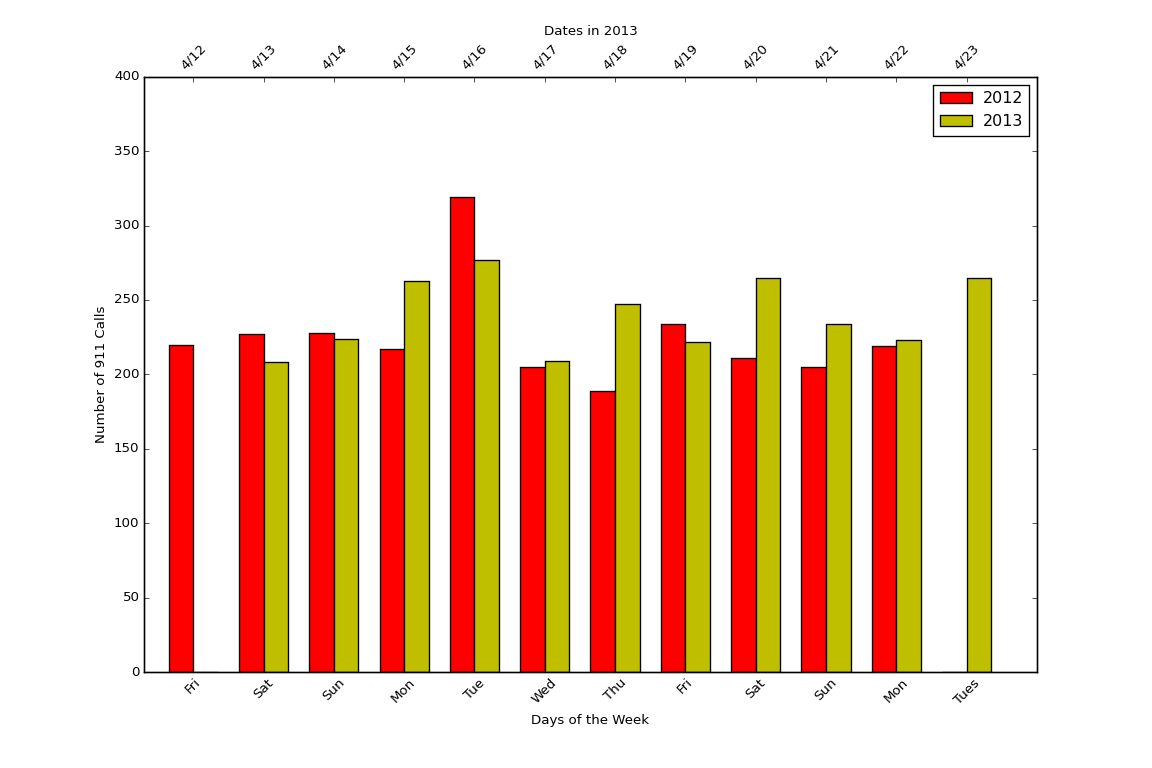 Dates in 2013
4/12 4/13 4/14 4/15 4/16 4/17 4/18 4/19 4/20 4/21 4/22 4/23
400
350
300
250
200
150
100
50
0
Number of 911 Calls
2012
2013
Fri Sat Sun Mon Tue Wed Thu Fri Sat Sun Mon Tues
Days of the Week